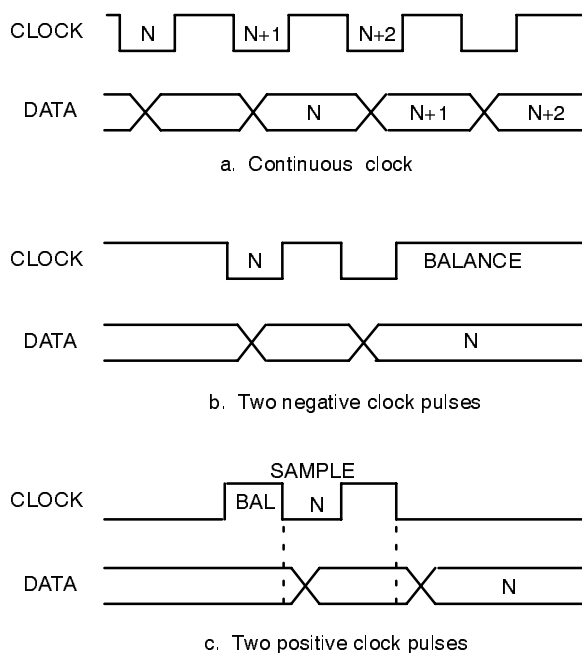 CLOCK N N+1 N+2
DATA N N+1 N+2
a. Continuous clock
CLOCK N BALANCE
DATA N
b. Two negative clock pulses
SAMPLE
CLOCK BAL N
DATA N
c. Two positive clock pulses